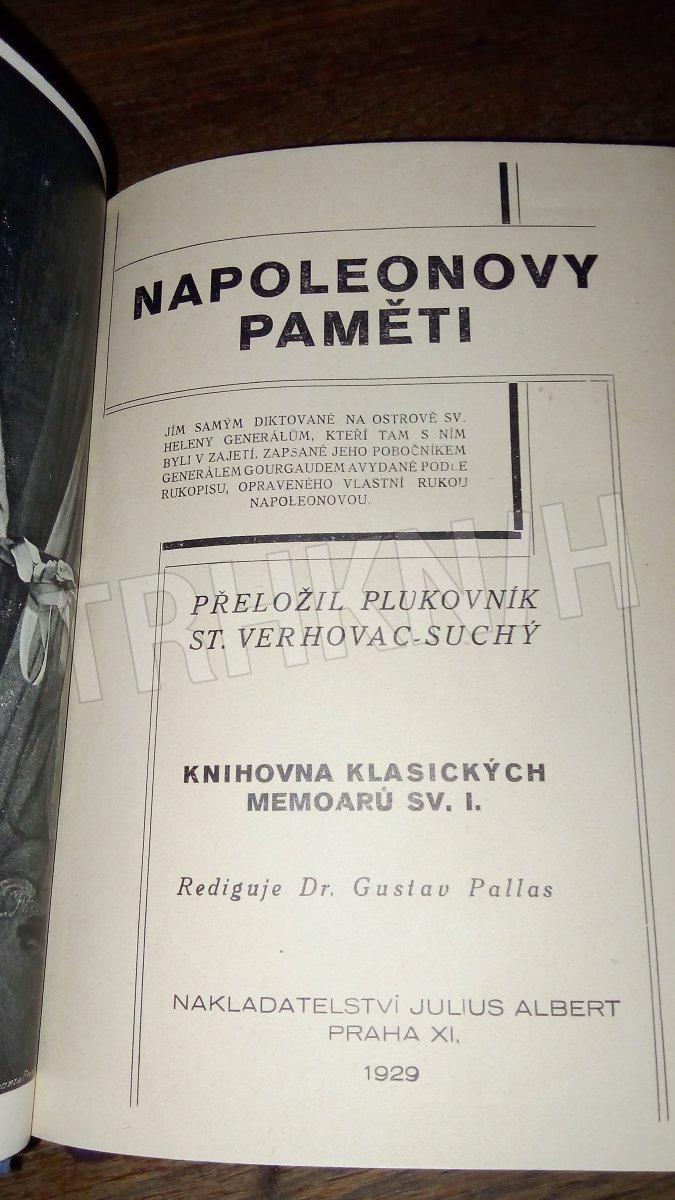 NAPOLEONOVY
PAMĚTI
JÍM SAMÝM DIKTOVANÉ NA OSTROVĚ SV.
HELENY GENERÁLŮM, KTEŘÍ TAM S NÍM
BYLI V ZAJETÍ. ZAPSANÉ JEHO POBOČNÍKEM
GENERÁLEM GOURGAUDEM A VYDANÉ PODLE
RUKOPISU, OPRAVENÉHO VLASTNÍ RUKOU
NAPOLEONOVOU.
TRHKNIH
PŘELOŽIL PLUKOVNÍK
ST. VERHOVAC-SUCHÝ
KNIHOVNA KLASICKÝCH
MEMOARŮ SV. I.
Rediguje Dr. Gustav Pallas
NAKLADATELSTVÍ JULIUS ALBERT
PRAHA XI.
1929